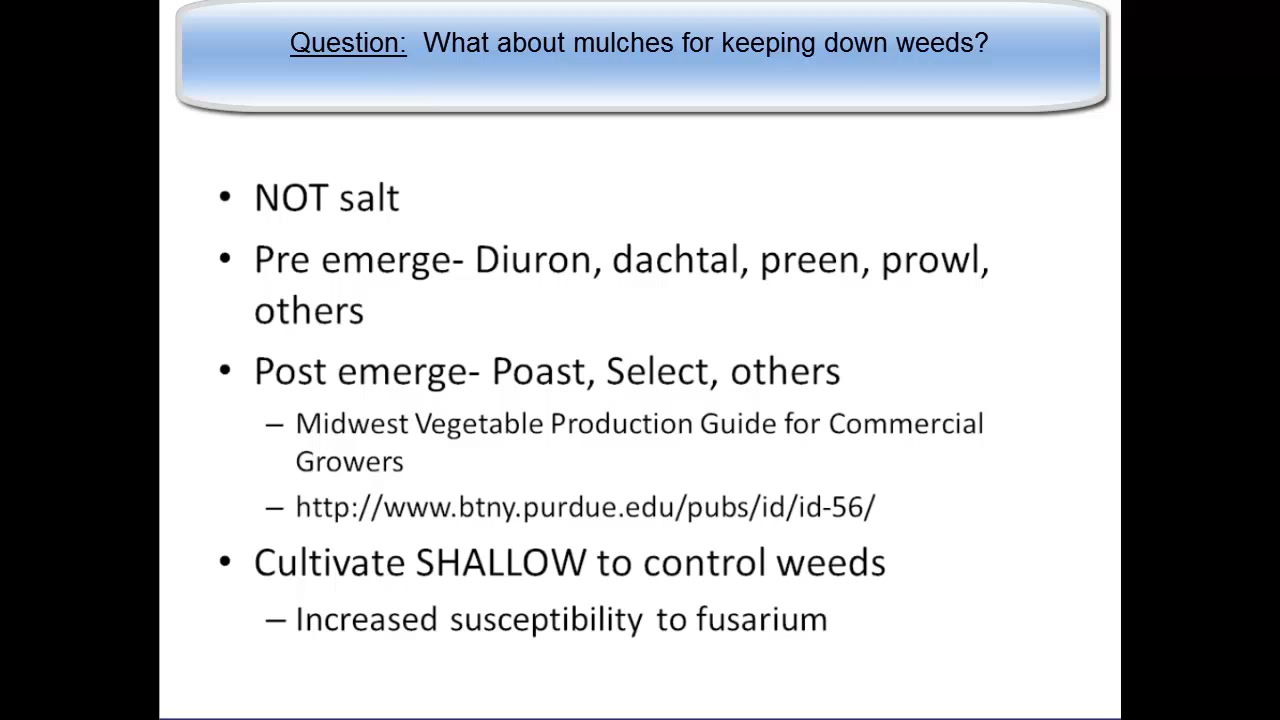 Question: What about mulches for keeping down weeds?
• NOT salt
• Pre emerge- Diuron, dachtal, preen, prowl,
others
• Post emerge- Poast, Select, others
– Midwest Vegetable Production Guide for Commercial
Growers
– http://www.btny.purdue.edu/pubs/id/id-56/
• Cultivate SHALLOW to control weeds
– Increased susceptibility to fusarium